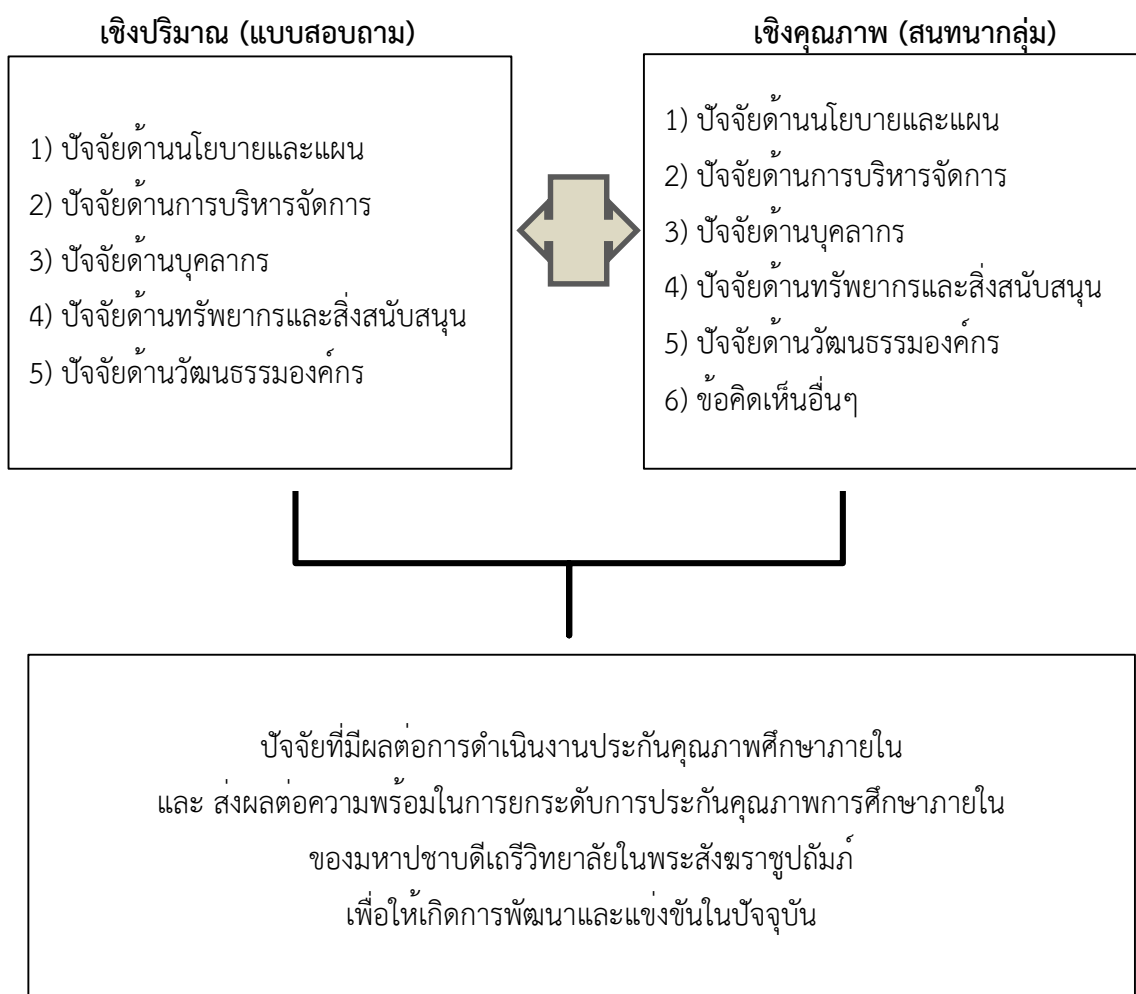 เชิงปริมาณ (แบบสอบถาม)
1) ปัจจัยด้านนโยบายและแผน
2) ปัจจัยด้านการบริหารจัดการ
3) ปัจจัยด้านบุคลากร
4) ปัจจัยด้านทรัพยากรและสิ่งสนับสนุน
5) ปัจจัยด้านวัฒนธรรมองค์กร
เชิงคุณภาพ (สนทนากลุ่ม)
1) ปัจจัยด้านนโยบายและแผน
2) ปัจจัยด้านการบริหารจัดการ
3) ปัจจัยด้านบุคลากร
4) ปัจจัยด้านทรัพยากรและสิ่งสนับสนุน
5) ปัจจัยด้านวัฒนธรรมองค์กร
6) ข้อคิดเห็นอื่นๆ
ปัจจัยที่มีผลต่อการดำเนินงานประกันคุณภาพศึกษาภายใน
และ ส่งผลต่อความพร้อมในการยกระดับการประกันคุณภาพการศึกษาภายใน
ของมหาปชาบดีเถรีวิทยาลัยในพระสังฆราชูปถัมภ์
เพื่อให้เกิดการพัฒนาและแข่งขันในปัจจุบัน